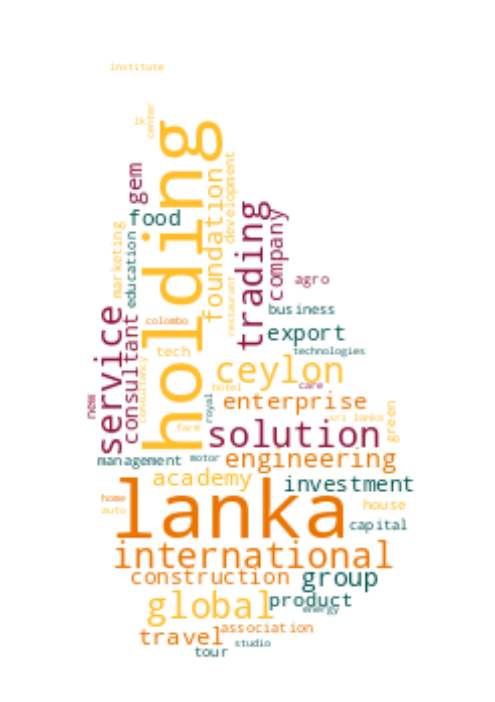 institute
lk
center
holding
gem
food
foundation
development
trading
company
agro
marketing
education
business
restaurant
colombo
export
service
consultant
tech
technologies
consultancy
ceylon
hotel
care
new
royal
enterprise
farm
sri lanka
green
solution
management
motor
engineering
academy
investment
lanka
home
auto
house
capital
international
construction
group
global
product
energy
travel
association
studio
tour